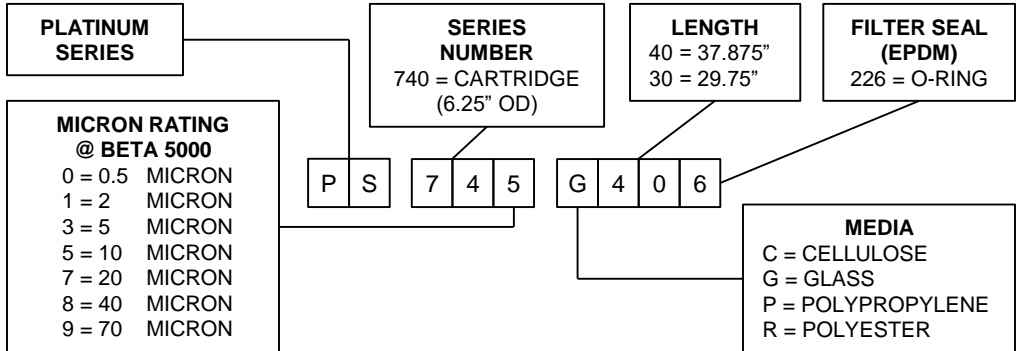 PLATINUM
SERIES
SERIES
NUMBER
740 = CARTRIDGE
(6.25” OD)
LENGTH
40 = 37.875”
30 = 29.75”
FILTER SEAL
(EPDM)
226 = O-RING
MICRON RATING
@ BETA 5000
0 = 0.5 MICRON
1 = 2 MICRON
3 = 5 MICRON
5 = 10 MICRON
7 = 20 MICRON
8 = 40 MICRON
9 = 70 MICRON
P S 7 4 5 G 4 0 6
MEDIA
C = CELLULOSE
G = GLASS
P = POLYPROPYLENE
R = POLYESTER